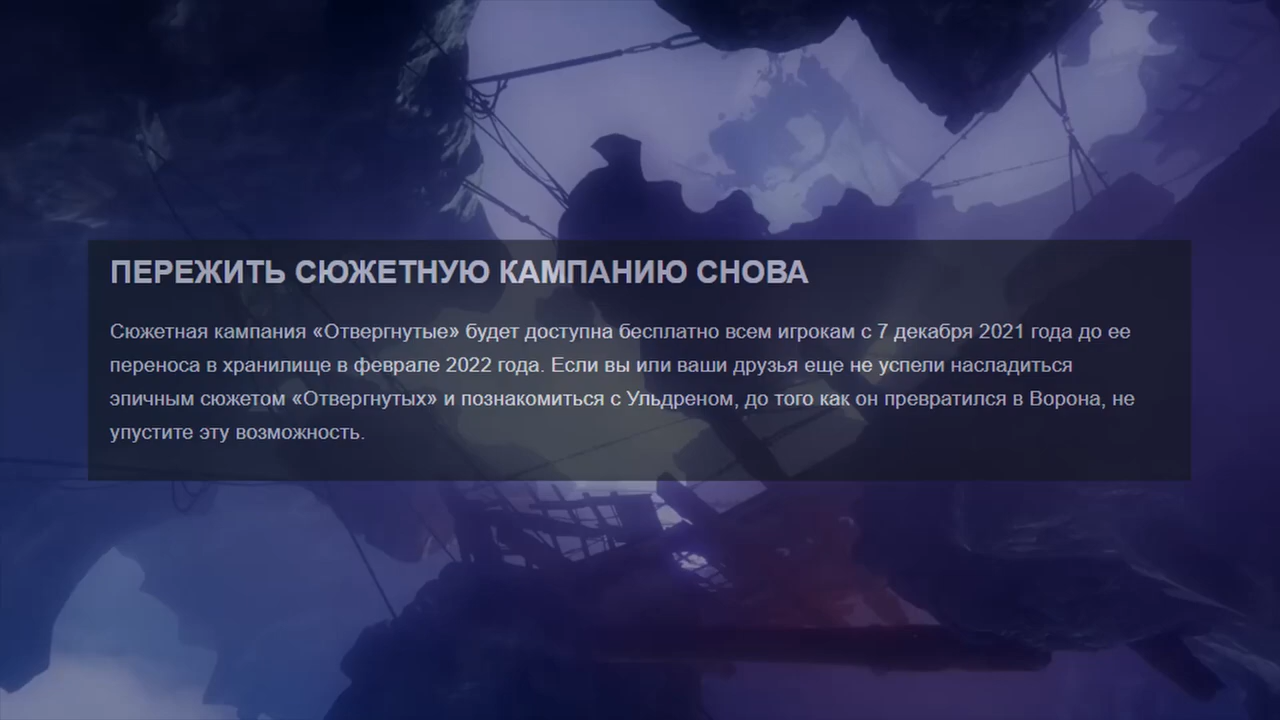 ПЕРЕЖИТЬ СЮЖЕТНУЮ КАМПАНИЮ СНОВА
Сюжетная кампания «Отвергнутые» будет доступна бесплатно всем игрокам с 7 декабря 2021 года до ее
переноса в хранилище в феврале 2022 года. Если вы или ваши друзья еще не успели насладиться
эпичным сюжетом «Отвергнутых» и познакомиться с Ульдреном, до того как он превратился в Ворона, не
упустите эту возможность.